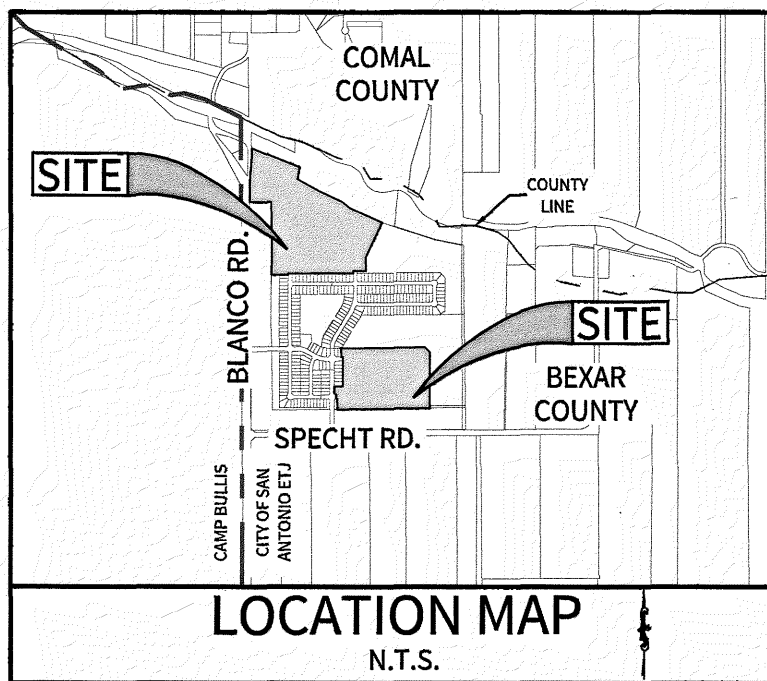 COMAL
COUNTY
SITE
COUNTY
LINE
BLANCO RD.
SITE
BEXAR
COUNTY
SPECHT RD.
CAMP BULLIS
CITY OF SAN
ANTONIO ETJ
LOCATION MAP
N.T.S.